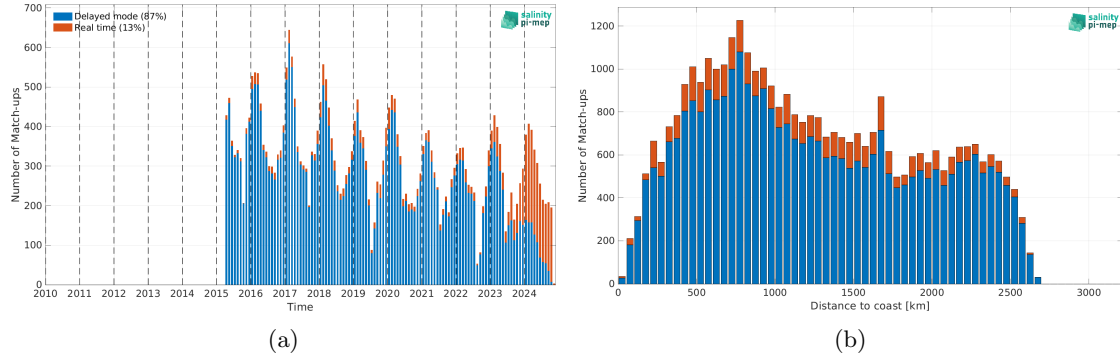 Delayed mode (87%)
Real time (13%)
salinity
pi-mep
Number of Match-ups
700
600
500
400
300
200
100
0
2010 2011 2012 2013 2014 2015 2016 2017 2018 2019 2020 2021 2022 2023 2024
Time
(a)
salinity
pi-mep
Number of Match-ups
1200
1000
800
600
400
200
0
0 500 1000 1500 2000 2500 3000
Distance to coast [km]
(b)